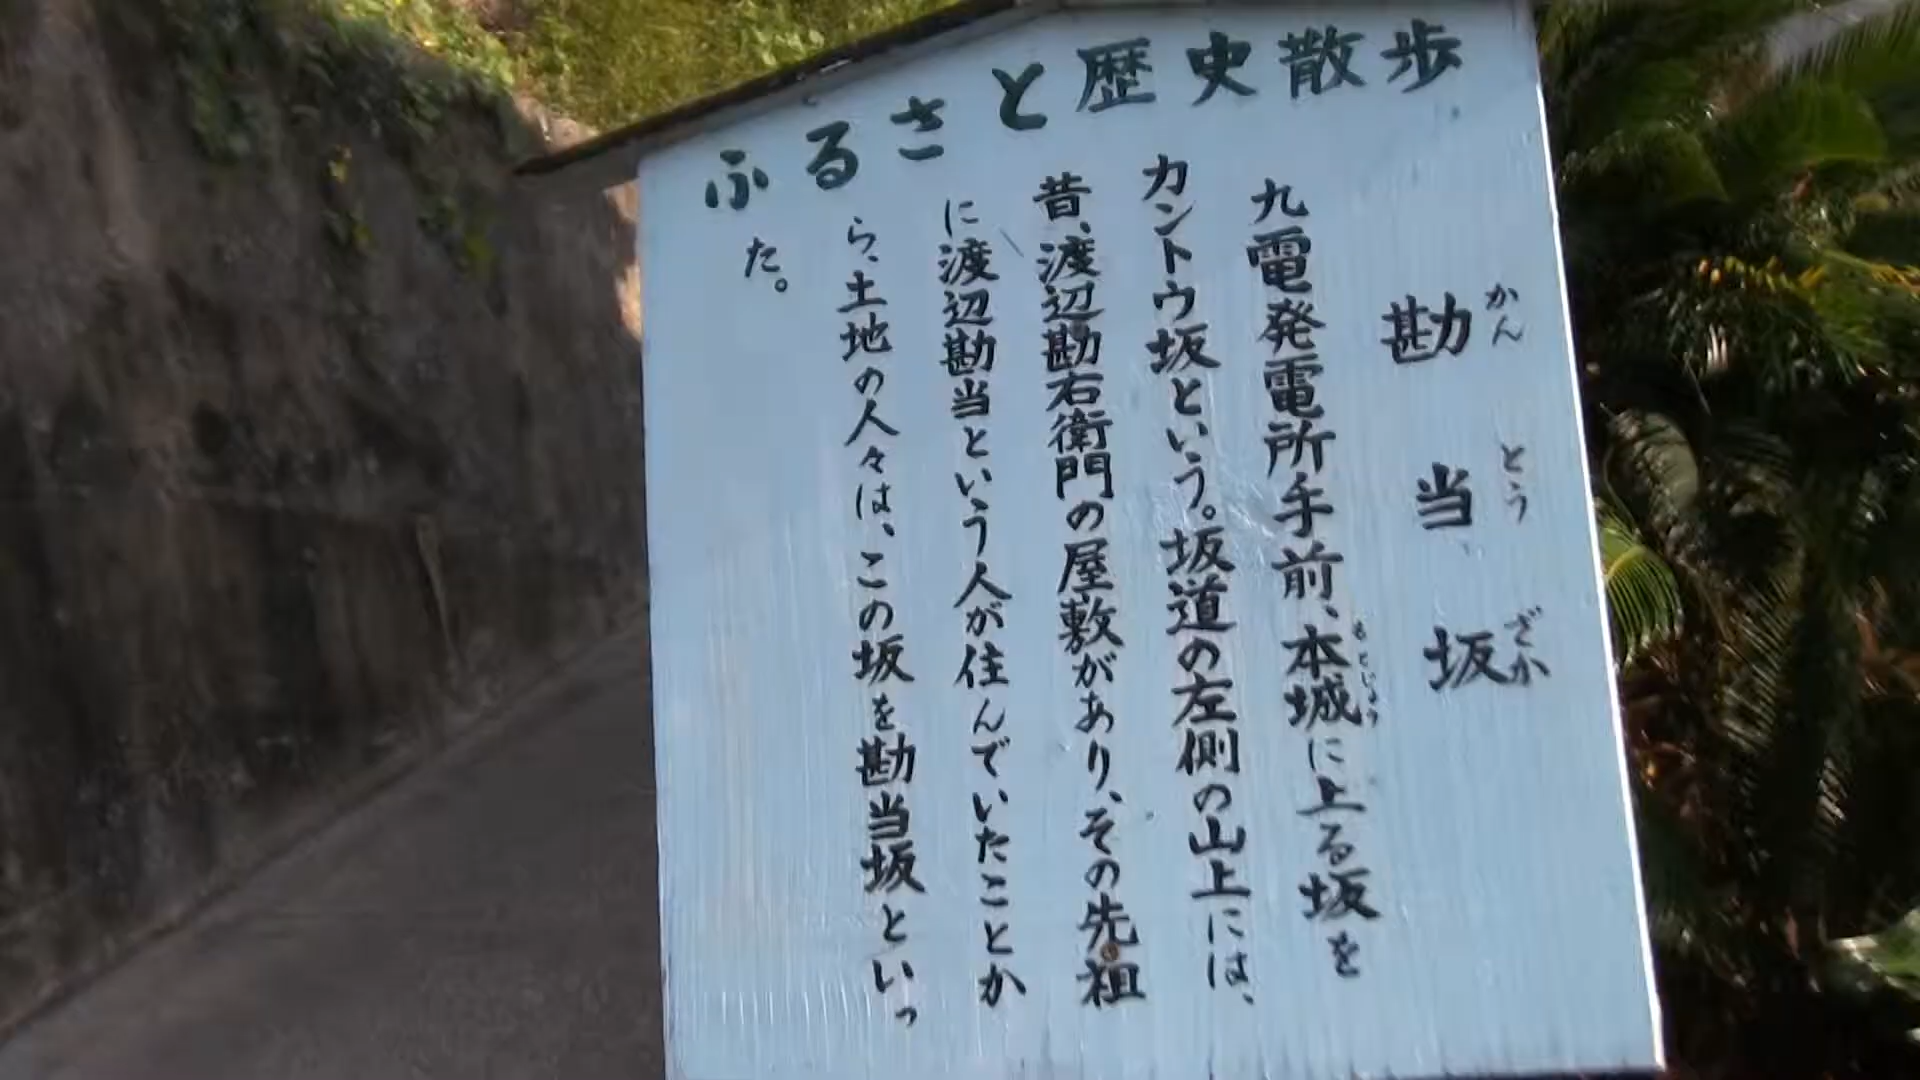 ふるさと歴史散歩
勘当坂
かんとうざか
九電発電所手前、本城に上る坂を
もとじょう
カントウ坂という。坂道の左側の山上には、
昔、渡辺勘右衛門の屋敷があり、その先祖
に渡辺勘当という人が住んでいたことか
ら、土地の人々は、この坂を勘当坂といっ
た。